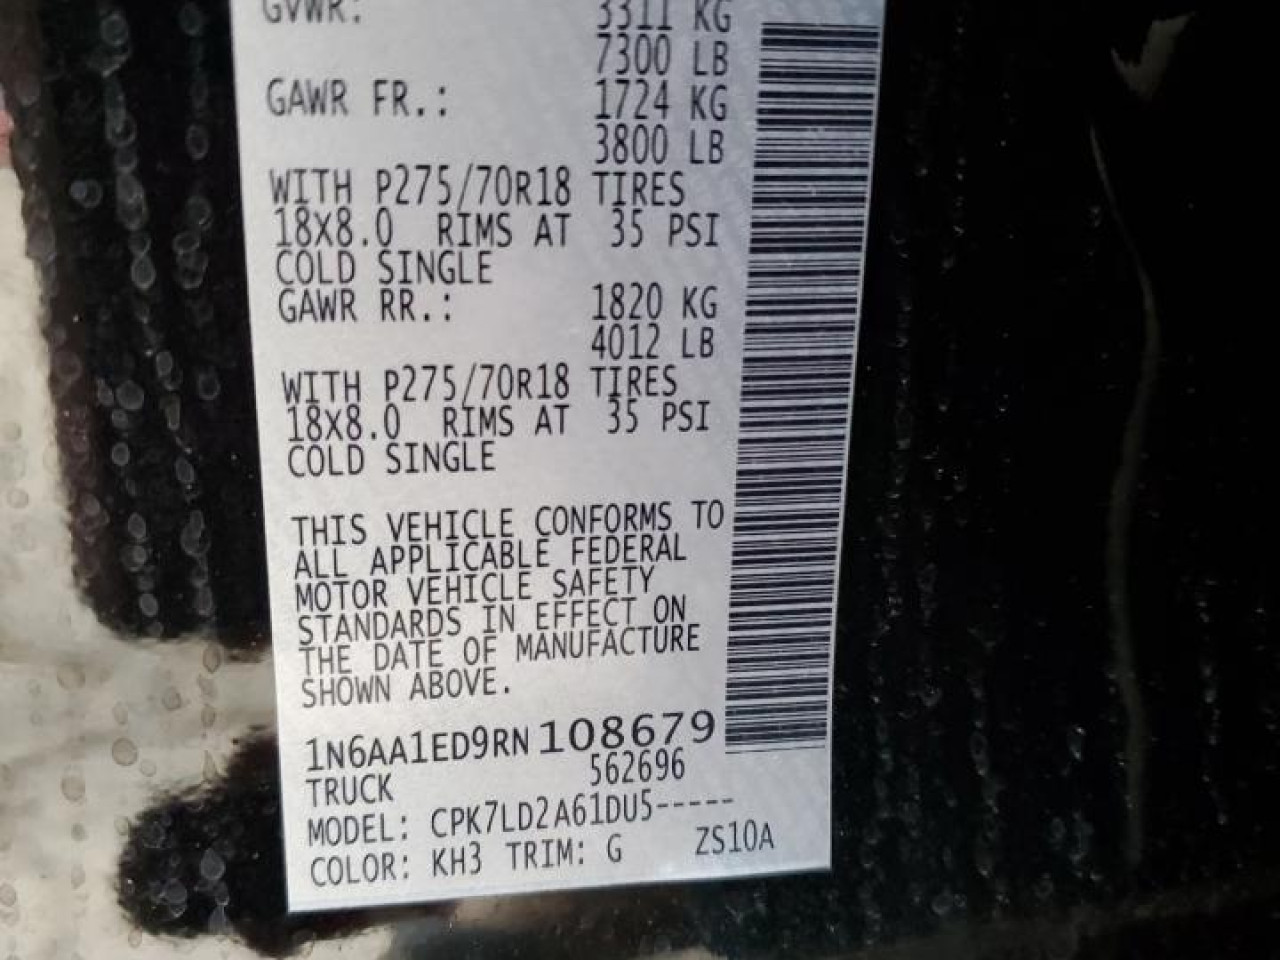 GVWR: 3311 KG
7300 LB
GAWR FR.: 1724 KG
3800 LB
WITH P275/70R18 TIRES
18X8.0 RIMS AT 35 PSI
COLD SINGLE
GAWR RR.: 1820 KG
4012 LB
WITH P275/70R18 TIRES
18X8.0 RIMS AT 35 PSI
COLD SINGLE
THIS VEHICLE CONFORMS TO
ALL APPLICABLE FEDERAL
MOTOR VEHICLE SAFETY
STANDARDS IN EFFECT ON
THE DATE OF MANUFACTURE
SHOWN ABOVE.
1N6AA1ED9RN108679
TRUCK 562696
MODEL: CPK7LD2A61DU5-----
COLOR: KH3 TRIM: G ZS10A